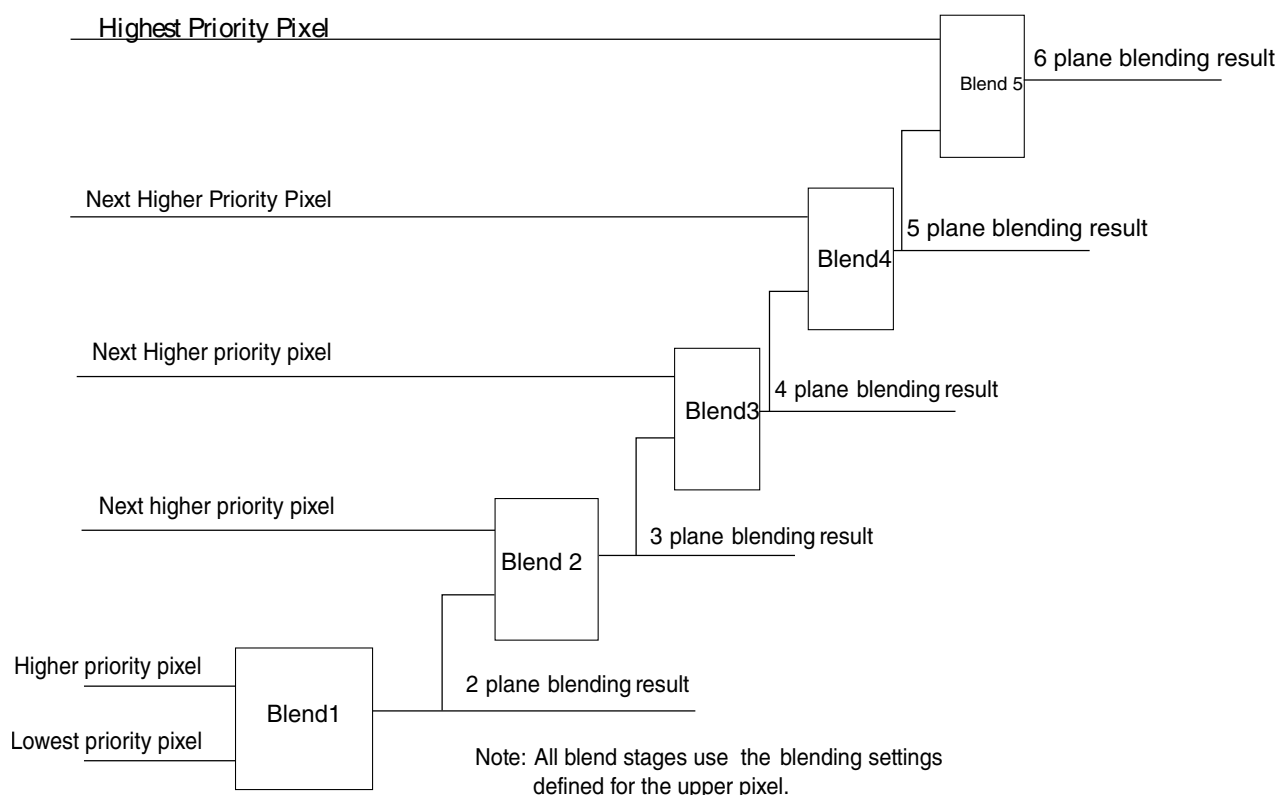 Highest Priority Pixel
6 plane blending result
Blend 5
Next Higher Priority Pixel
5 plane blending result
Blend4
Next Higher priority pixel
4 plane blending result
Blend3
Next higher priority pixel
3 plane blending result
Blend 2
Higher priority pixel
2 plane blending result
Blend1
Lowest priority pixel
Note: All blend stages use the blending settings
defined for the upper pixel.